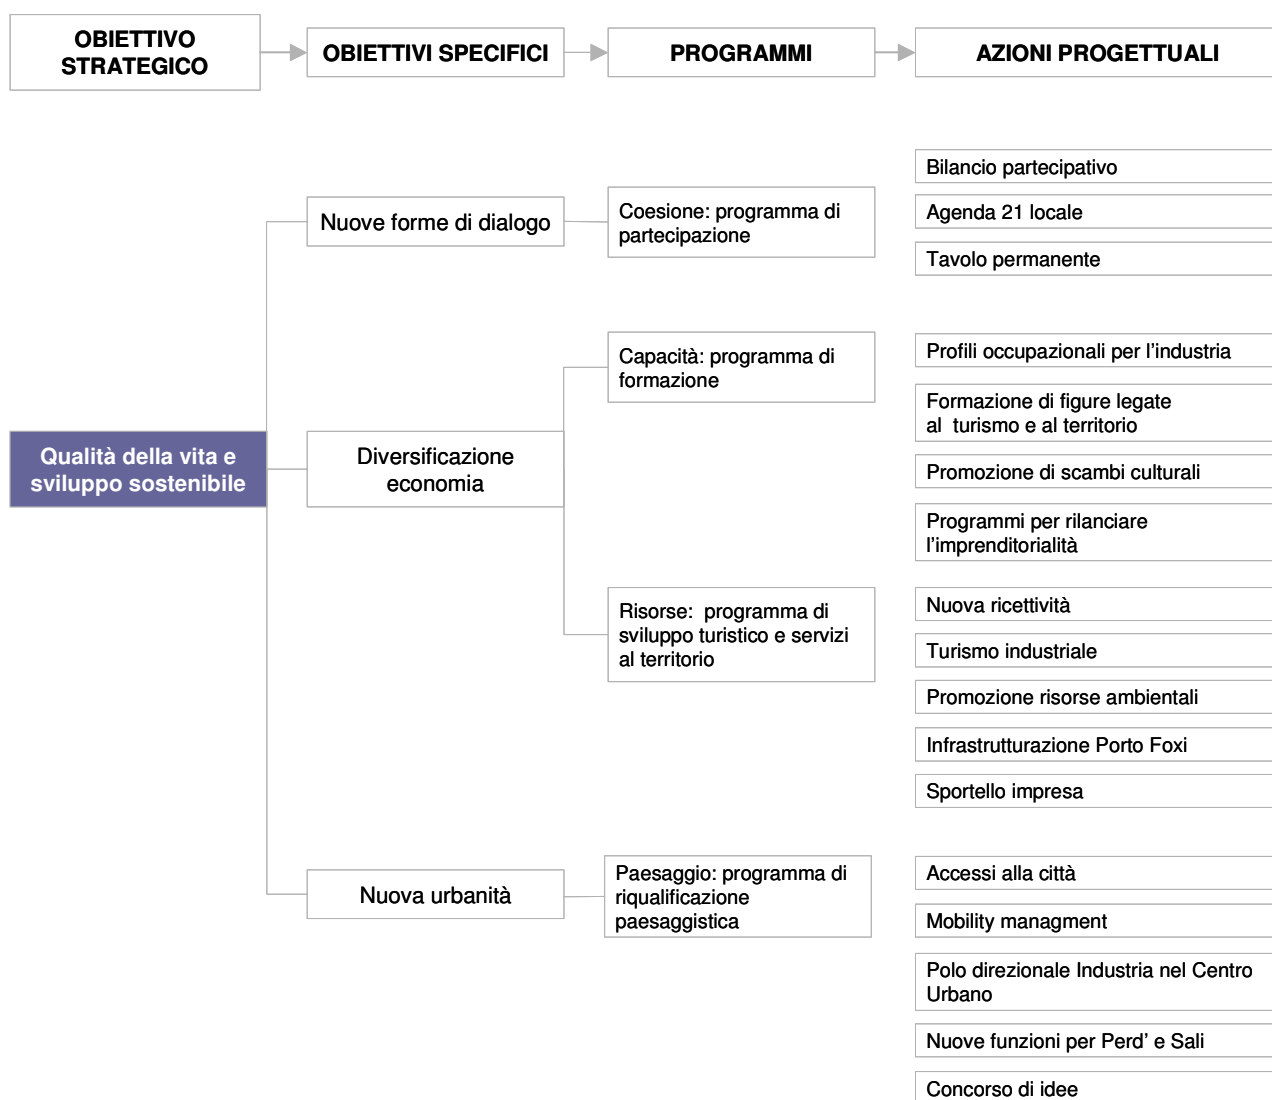 OBIETTIVO
STRATEGICO
OBIETTIVI SPECIFICI
PROGRAMMI
AZIONI PROGETTUALI
Qualità della vita e
sviluppo sostenibile
Nuove forme di dialogo
Coesione: programma di
partecipazione
Bilancio partecipativo
Agenda 21 locale
Tavolo permanente
Diversificazione
economia
Capacità: programma di
formazione
Profili occupazionali per l'industria
Formazione di figure legate
al  turismo e al territorio
Promozione di scambi culturali
Programmi per rilanciare
l'imprenditorialità
Risorse:  programma di
sviluppo turistico e servizi
al territorio
Nuova ricettività
Turismo industriale
Promozione risorse ambientali
Infrastrutturazione Porto Foxi
Sportello impresa
Nuova urbanità
Paesaggio: programma di
riqualificazione
paesaggistica
Accessi alla città
Mobility managment
Polo direzionale Industria nel Centro
Urbano
Nuove funzioni per Perd' e Sali
Concorso di idee